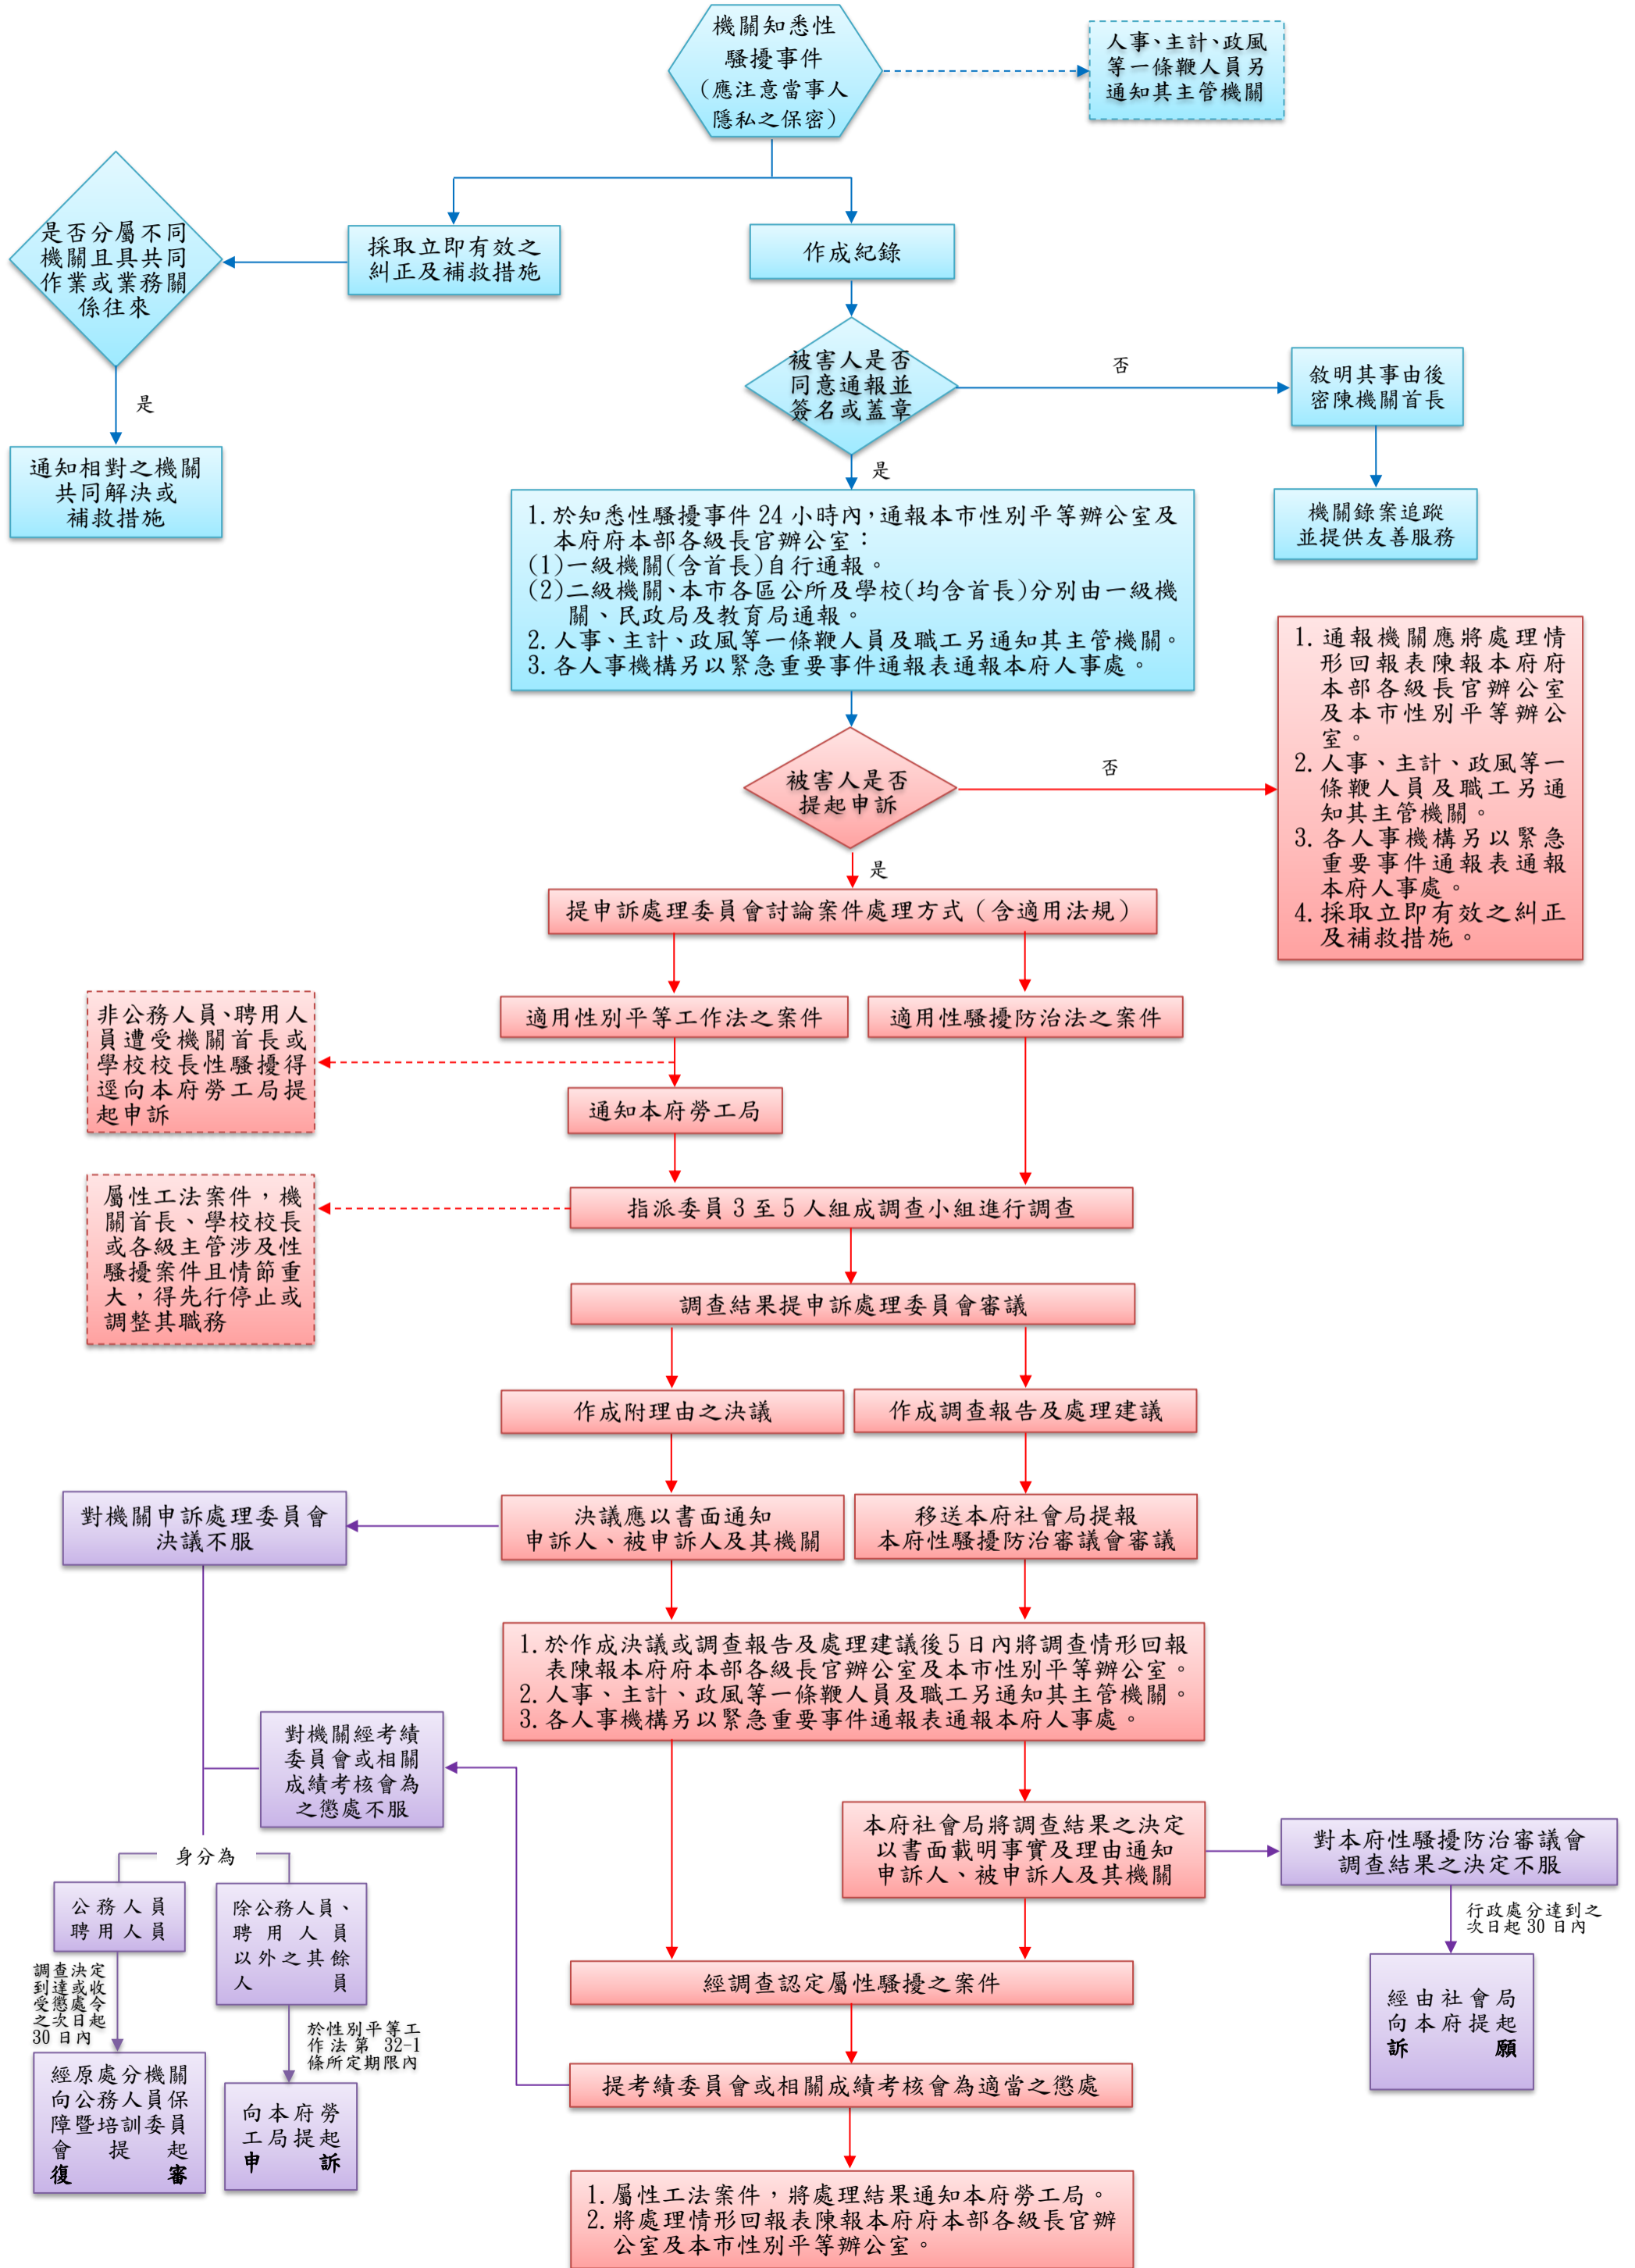 機關知悉性
騷擾事件
（應注意當事人
隱私之保密）
人事、主計、政風
等一條鞭人員另
通知其主管機關
是否分屬不同
機關且具共同
作業或業務關
係往來
採取立即有效之
糾正及補救措施
作成紀錄
被害人是否
同意通報並
簽名或蓋章
否
敘明其事由後
密陳機關首長
是
通知相對之機關
共同解決或
補救措施
是
機關錄案追蹤
並提供友善服務
1.於知悉性騷擾事件 24 小時內，通報本市性別平等辦公室及
本府府本部各級長官辦公室：
(1)一級機關(含首長)自行通報。
(2)二級機關、本市各區公所及學校(均含首長)分別由一級機
關、民政局及教育局通報。
2.人事、主計、政風等一條鞭人員及職工另通知其主管機關。
3.各人事機構另以緊急重要事件通報表通報本府人事處。
被害人是否
提起申訴
否
1.通報機關應將處理情
形回報表陳報本府府
本部各級長官辦公室
及本市性別平等辦公
室。
2.人事、主計、政風等一
條鞭人員及職工另通
知其主管機關。
3.各人事機構另以緊急
重要事件通報表通報
本府人事處。
4.採取立即有效之糾正
及補救措施。
是
提申訴處理委員會討論案件處理方式（含適用法規）
適用性別平等工作法之案件
適用性騷擾防治法之案件
非公務人員、聘用人
員遭受機關首長或
學校校長性騷擾得
逕向本府勞工局提
起申訴
通知本府勞工局
屬性工法案件，機
關首長、學校校長
或各級主管涉及性
騷擾案件且情節重
大，得先行停止或
調整其職務
指派委員 3 至 5 人組成調查小組進行調查
調查結果提申訴處理委員會審議
作成附理由之決議
作成調查報告及處理建議
對機關申訴處理委員會
決議不服
決議應以書面通知
申訴人、被申訴人及其機關
移送本府社會局提報
本府性騷擾防治審議會審議
1.於作成決議或調查報告及處理建議後 5 日內將調查情形回報
表陳報本府府本部各級長官辦公室及本市性別平等辦公室。
2.人事、主計、政風等一條鞭人員及職工另通知其主管機關。
3.各人事機構另以緊急重要事件通報表通報本府人事處。
對機關經考績
委員會或相關
成績考核會為
之懲處不服
本府社會局將調查結果之決定
以書面載明事實及理由通知
申訴人、被申訴人及其機關
對本府性騷擾防治審議會
調查結果之決定不服
身分為
公務人員
聘用人員
除公務人員、
聘用人員
以外之其餘
人員
行政處分達到之
次日起 30 日內
調查決定
到達或收
受懲處令
之次日起
30 日內
經調查認定屬性騷擾之案件
經由社會局
向本府提起
訴願
於性別平等工
作法第 32-1
條所定期限內
經原處分機關
向公務人員保
障暨培訓委員
會提起
復審
向本府勞
工局提起
申訴
提考績委員會或相關成績考核會為適當之懲處
1.屬性工法案件，將處理結果通知本府勞工局。
2.將處理情形回報表陳報本府府本部各級長官辦
公室及本市性別平等辦公室。